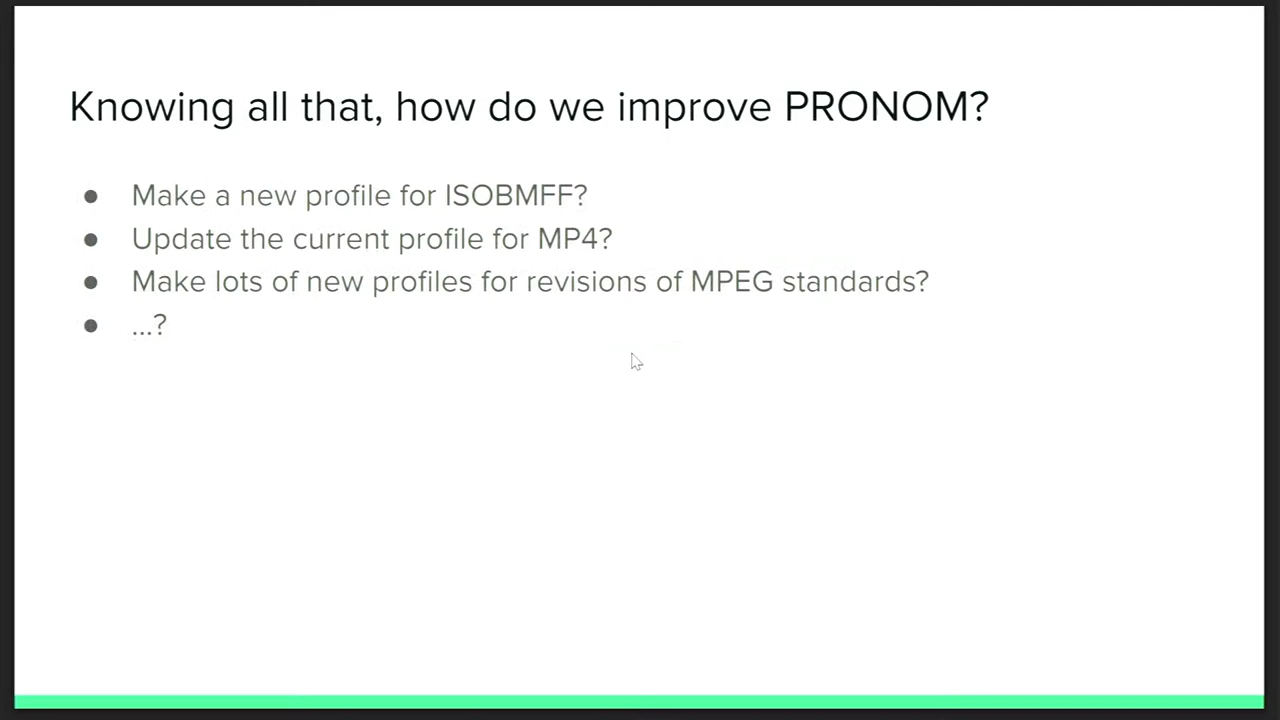 Knowing all that, how do we improve PRONOM?
● Make a new profile for ISOBMFF?
● Update the current profile for MP4?
● Make lots of new profiles for revisions of MPEG standards?
● ...?